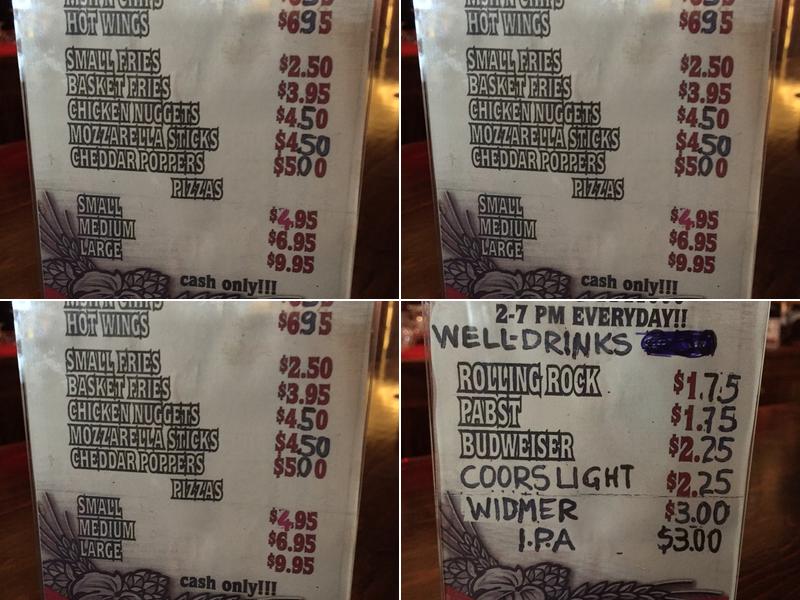 HOT WINGS $6.95
SMALL FRIES $2.50
BASKET FRIES $3.95
CHICKEN NUGGETS $4.50
MOZZARELLA STICKS $4.50
CHEDDAR POPPERS $5.00
PIZZAS
SMALL $4.95
MEDIUM $6.95
LARGE $9.95
cash only!!!
HOT WINGS $6.95
SMALL FRIES $2.50
BASKET FRIES $3.95
CHICKEN NUGGETS $4.50
MOZZARELLA STICKS $4.50
CHEDDAR POPPERS $5.00
PIZZAS
SMALL $4.95
MEDIUM $6.95
LARGE $9.95
cash only!!!
HOT WINGS $6.95
SMALL FRIES $2.50
BASKET FRIES $3.95
CHICKEN NUGGETS $4.50
MOZZARELLA STICKS $4.50
CHEDDAR POPPERS $5.00
PIZZAS
SMALL $4.95
MEDIUM $6.95
LARGE $9.95
cash only!!!
2-7 PM EVERYDAY!!
WELL-DRINKS
ROLLING ROCK $1.75
PABST $1.75
BUDWEISER $2.25
COORS LIGHT $2.25
WIDMER $3.00
I.PA $3.00